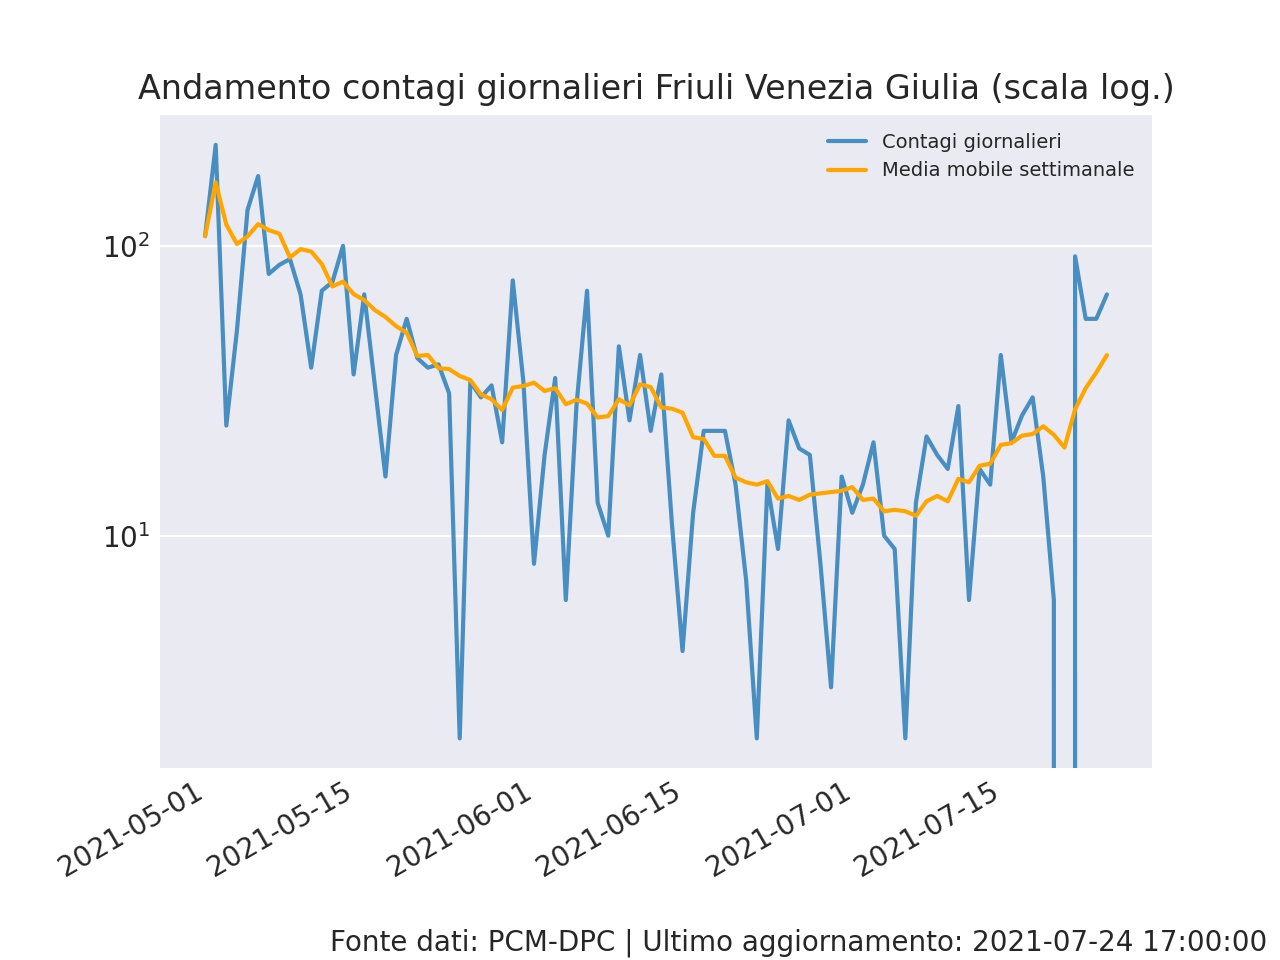 Andamento contagi giornalieri Friuli Venezia Giulia (scala log.)
Contagi giornalieri
Media mobile settimanale
10²
10¹
2021-05-01
2021-05-15
2021-06-01
2021-06-15
2021-07-01
2021-07-15
Fonte dati: PCM-DPC | Ultimo aggiornamento: 2021-07-24 17:00:00